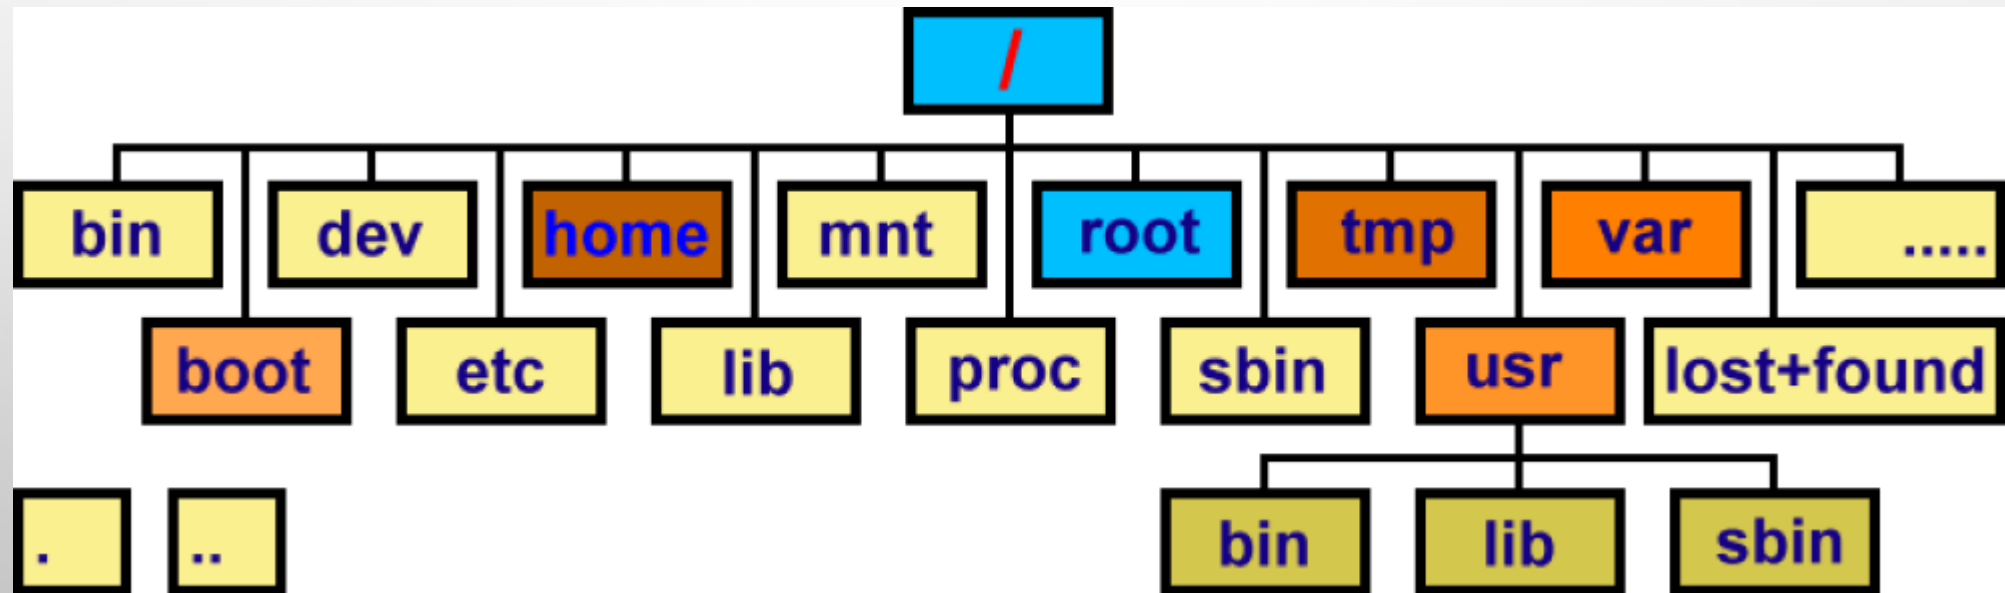 /
bin dev home mnt root tmp var .....
boot etc lib proc sbin usr lost+found
. .. bin lib sbin